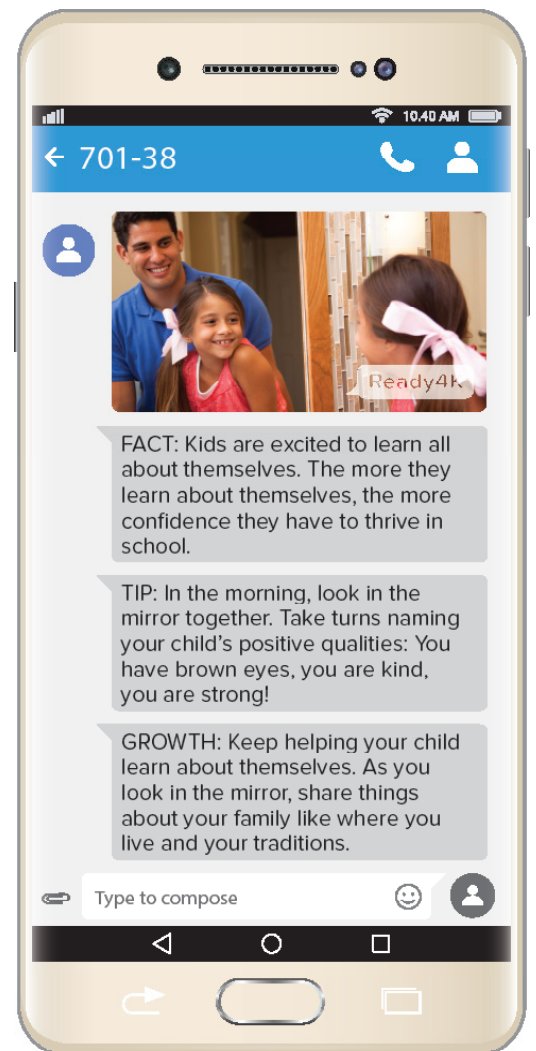 10.40 AM
701-38
Ready4K
FACT: Kids are excited to learn all
about themselves. The more they
learn about themselves, the more
confidence they have to thrive in
school.
TIP: In the morning, look in the
mirror together. Take turns naming
your child’s positive qualities: You
have brown eyes, you are kind,
you are strong!
GROWTH: Keep helping your child
learn about themselves. As you
look in the mirror, share things
about your family like where you
live and your traditions.
Type to compose